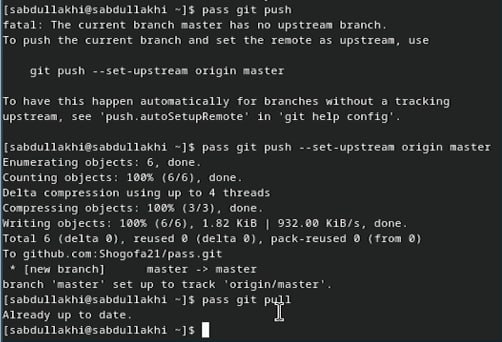 [sabdullakhi@sabdullakhi ~]$ pass git push
fatal: The current branch master has no upstream branch.
To push the current branch and set the remote as upstream, use
    git push --set-upstream origin master
To have this happen automatically for branches without a tracking
upstream, see 'push.autoSetupRemote' in 'git help config'.
[sabdullakhi@sabdullakhi ~]$ pass git push --set-upstream origin master
Enumerating objects: 6, done.
Counting objects: 100% (6/6), done.
Delta compression using up to 4 threads
Compressing objects: 100% (3/3), done.
Writing objects: 100% (6/6), 1.82 KiB | 932.00 KiB/s, done.
Total 6 (delta 0), reused 0 (delta 0), pack-reused 0 (from 0)
To github.com:Shogofa21/pass.git
 * [new branch]      master -> master
branch 'master' set up to track 'origin/master'.
[sabdullakhi@sabdullakhi ~]$ pass git pull
Already up to date.
[sabdullakhi@sabdullakhi ~]$